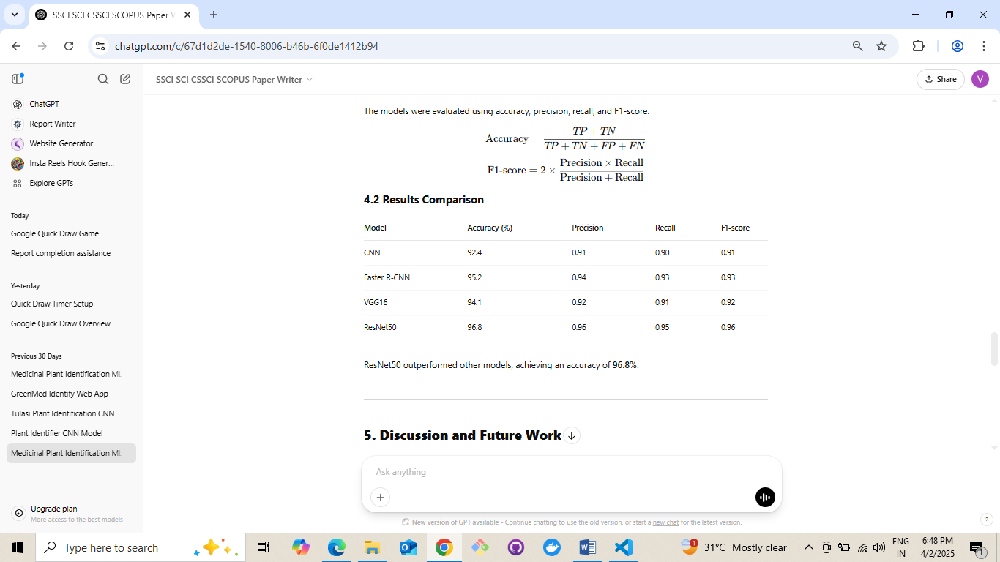 SSCI SCI CSSCI SCOPUS Paper
chatgpt.com/c/67d1d2de-1540-8006-b46b-6f0de1412b94
ChatGPT
Report Writer
Website Generator
Insta Reels Hook Gener...
Explore GPTs
Today
Google Quick Draw Game
Report completion assistance
Yesterday
Quick Draw Timer Setup
Google Quick Draw Overview
Previous 30 Days
Medicinal Plant Identification ML
GreenMed Identify Web App
Tulasi Plant Identification CNN
Plant Identifier CNN Model
Medicinal Plant Identification ML
Upgrade plan
More access to the best models
SSCI SCI CSSCI SCOPUS Paper Writer
Share
V
The models were evaluated using accuracy, precision, recall, and F1-score.
Accuracy = TP + TN / TP + TN + FP + FN
F1-score = 2 × Precision × Recall / Precision + Recall
4.2 Results Comparison
Model Accuracy (%) Precision Recall F1-score
CNN 92.4 0.91 0.90 0.91
Faster R-CNN 95.2 0.94 0.93 0.93
VGG16 94.1 0.92 0.91 0.92
ResNet50 96.8 0.96 0.95 0.96
ResNet50 outperformed other models, achieving an accuracy of 96.8%.
5. Discussion and Future Work
Ask anything
New version of GPT available - Continue chatting to use the old version, or start a new chat for the latest version.
?
Type here to search
1
31°C Mostly clear
ENG
IN
6:48 PM
4/2/2025
1